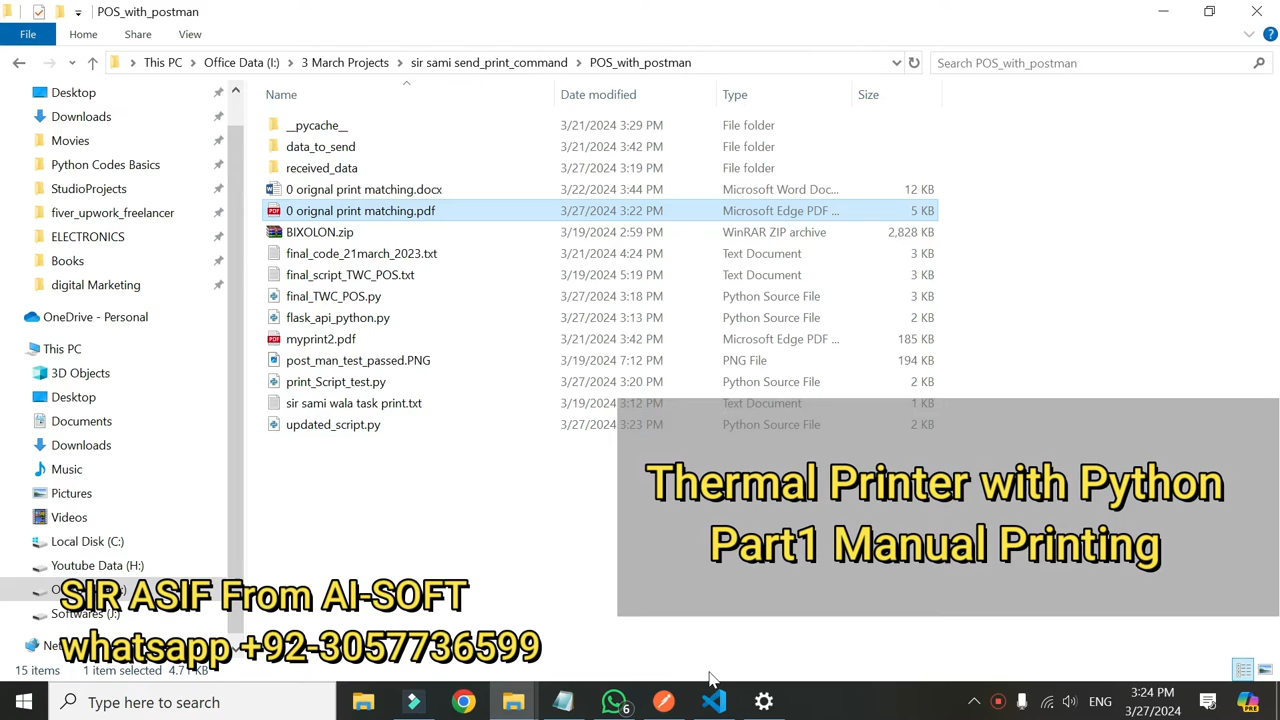 POS_with_postman
File
Home
Share
View
This PC
Office Data (I:)
3 March Projects
sir sami send_print_command
POS_with_postman
Search POS_with_postman
Desktop
Downloads
Movies
Python Codes Basics
StudioProjects
fiver_upwork_freelancer
ELECTRONICS
Books
digital Marketing
OneDrive - Personal
This PC
3D Objects
Desktop
Documents
Downloads
Music
Pictures
Videos
Local Disk (C:)
Youtube Data (H:)
Softwares (J:)
Name Date modified Type Size
__pycache__ 3/21/2024 3:29 PM File folder
data_to_send 3/21/2024 3:42 PM File folder
received_data 3/27/2024 3:19 PM File folder
0 orignal print matching.docx 3/22/2024 3:44 PM Microsoft Word Doc... 12 KB
0 orignal print matching.pdf 3/27/2024 3:22 PM Microsoft Edge PDF ... 5 KB
BIXOLON.zip 3/19/2024 2:59 PM WinRAR ZIP archive 2,828 KB
final_code_21march_2023.txt 3/21/2024 4:24 PM Text Document 3 KB
final_script_TWC_POS.txt 3/19/2024 5:19 PM Text Document 3 KB
final_TWC_POS.py 3/27/2024 3:18 PM Python Source File 3 KB
flask_api_python.py 3/27/2024 3:13 PM Python Source File 2 KB
myprint2.pdf 3/21/2024 3:42 PM Microsoft Edge PDF ... 185 KB
post_man_test_passed.PNG 3/19/2024 7:12 PM PNG File 194 KB
print_Script_test.py 3/27/2024 3:20 PM Python Source File 2 KB
sir sami wala task print.txt 3/19/2024 3:12 PM Text Document 1 KB
updated_script.py 3/27/2024 3:23 PM Python Source File 2 KB
Thermal Printer with Python
Part1 Manual Printing
SIR ASIF From AI-SOFT
whatsapp +92-3057736599
15 items 1 item selected 4.71 KB
Type here to search
6
ENG
3:24 PM
3/27/2024
PRE